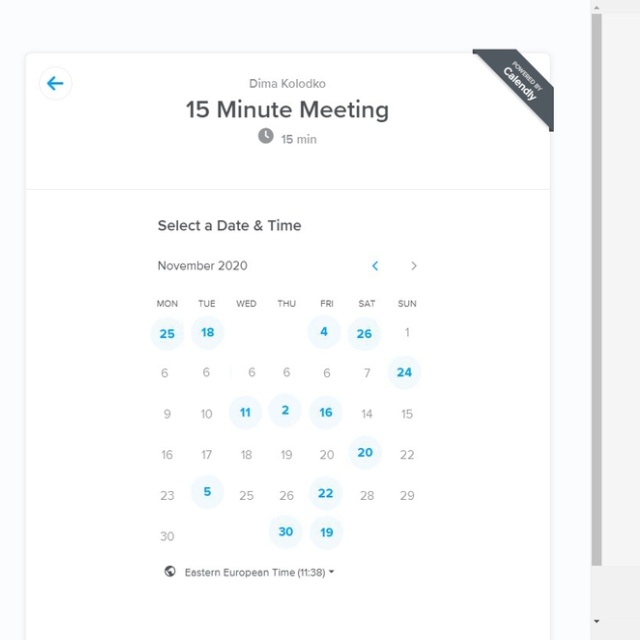 POWERED BY
Calendly
Dima Kolodko
15 Minute Meeting
15 min
Select a Date & Time
November 2020
MON TUE WED THU FRI SAT SUN
25 18 4 26 1
6 6 6 6 6 7 24
9 10 11 2 16 14 15
16 17 18 19 20 20 22
23 5 25 26 22 28 29
30 30 19
Eastern European Time (11:38)